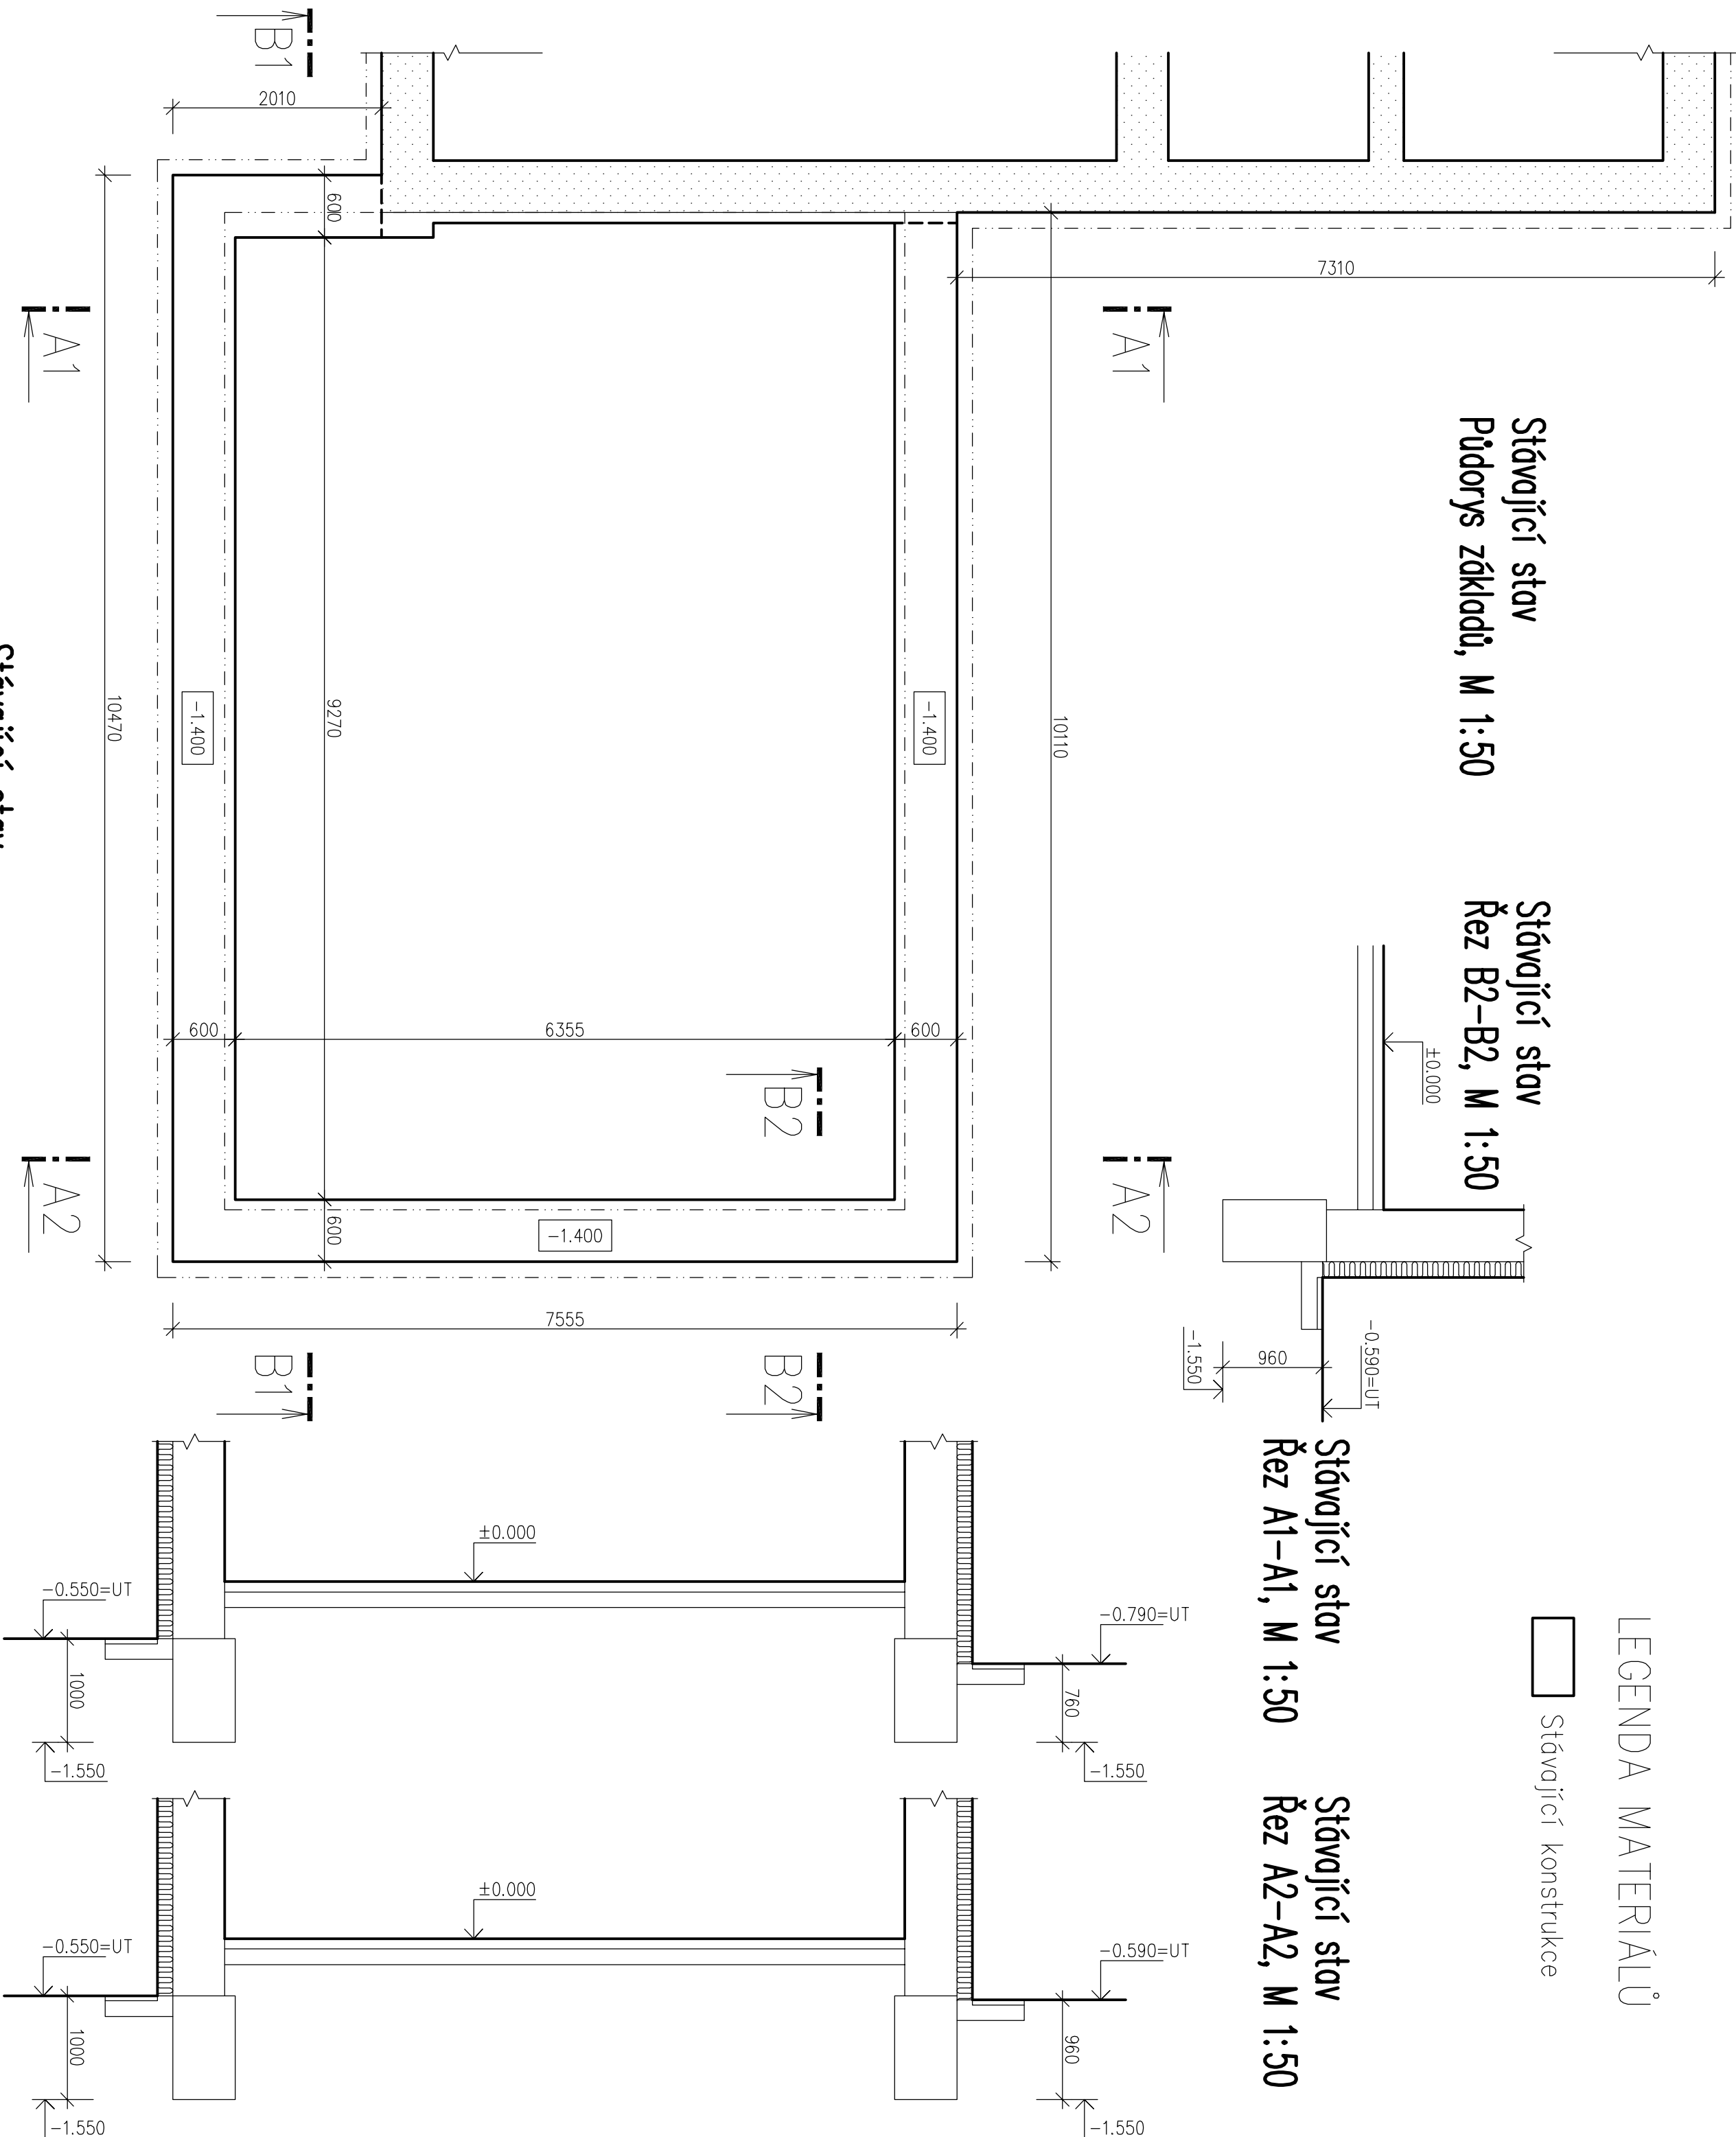 Stávající stav
Půdorys základů, M 1:50
Stávající stav
Řez B2-B2, M 1:50
Stávající stav
Řez A1-A1, M 1:50
Stávající stav
Řez A2-A2, M 1:50
LEGENDA MATERIÁLŮ
Stávající konstrukce
B1
2010
600
7310
A1
A1
10470
-1.400
9270
-1.400
10110
600
6355
600
B2
A2
A2
600
-1.400
7555
B1
B2
±0.000
-0.590=UT
960
-1.550
±0.000
-0.550=UT
1000
-1.550
-0.790=UT
760
-1.550
±0.000
-0.550=UT
1000
-1.550
-0.590=UT
960
-1.550
Stávající stav